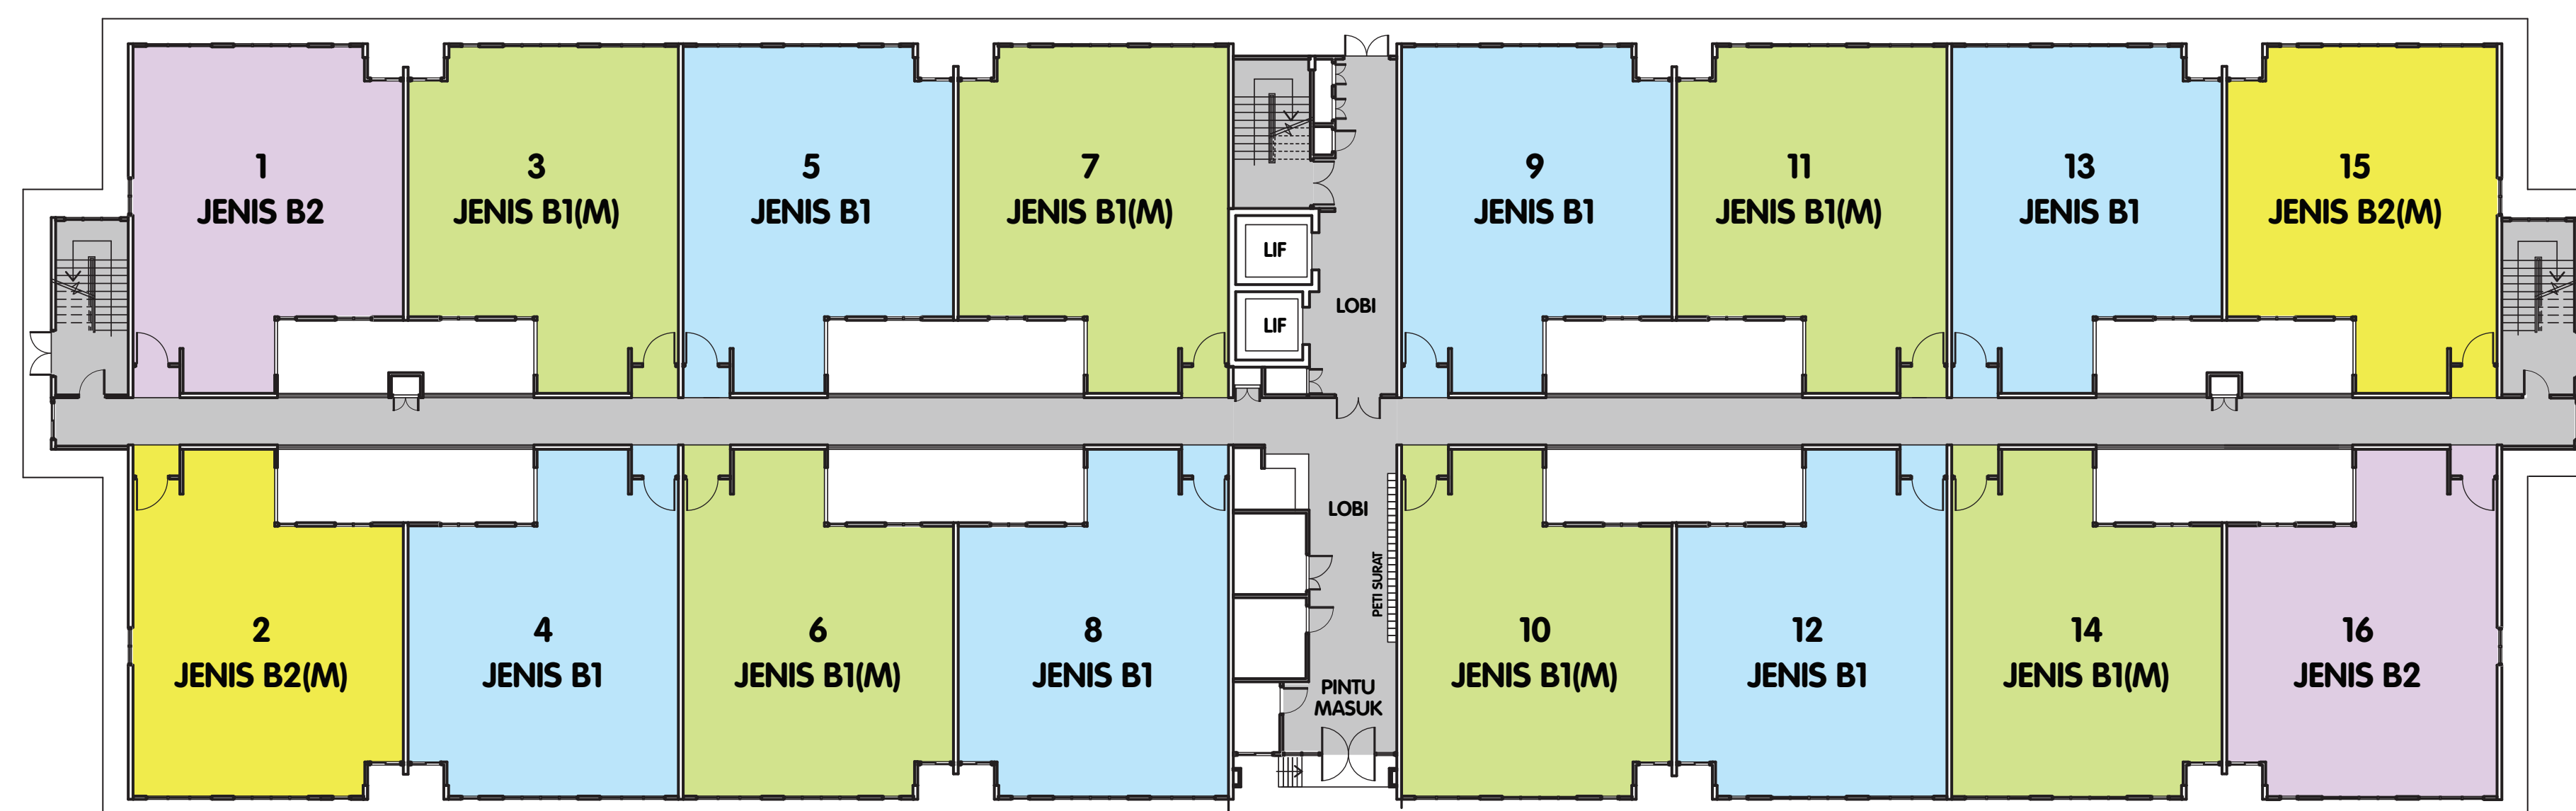 1
JENIS B2
3
JENIS B1(M)
5
JENIS B1
7
JENIS B1(M)
LIF
LIF
LOBI
9
JENIS B1
11
JENIS B1(M)
13
JENIS B1
15
JENIS B2(M)
2
JENIS B2(M)
4
JENIS B1
6
JENIS B1(M)
8
JENIS B1
LOBI
PETI SURAT
PINTU
MASUK
10
JENIS B1(M)
12
JENIS B1
14
JENIS B1(M)
16
JENIS B2